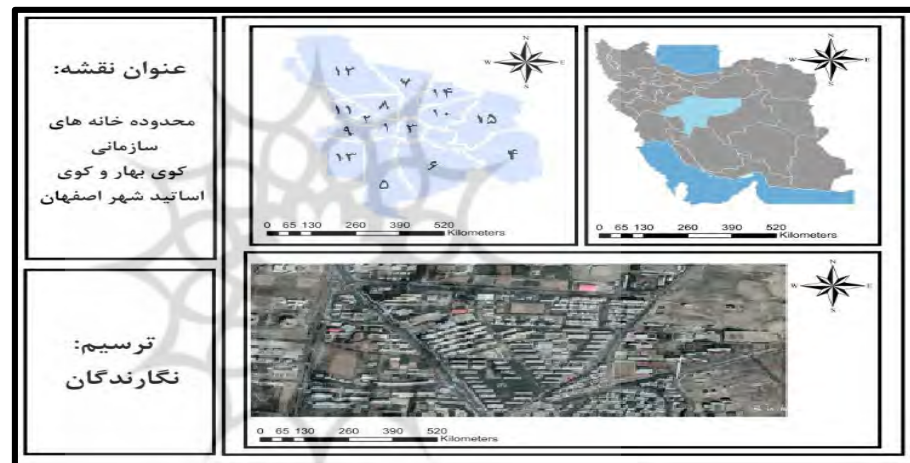 عنوان نقشه:
محدوده خانه های
سازمانی
کوی بهار و کوی
اساتید شهر اصفهان
ترسیم:
نگارندگان
N
W
E
S
۱۲
۷
۱۴
۱۱
۸
۱۰
۲
۱۵
۹
۱
۳
۱۳
۶
۴
۵
0 65 130 260 390 520
Kilometers
N
W
E
S
0 65 130 260 390 520
Kilometers
N
W
E
S
0 65 130 260 390 520
Kilometers